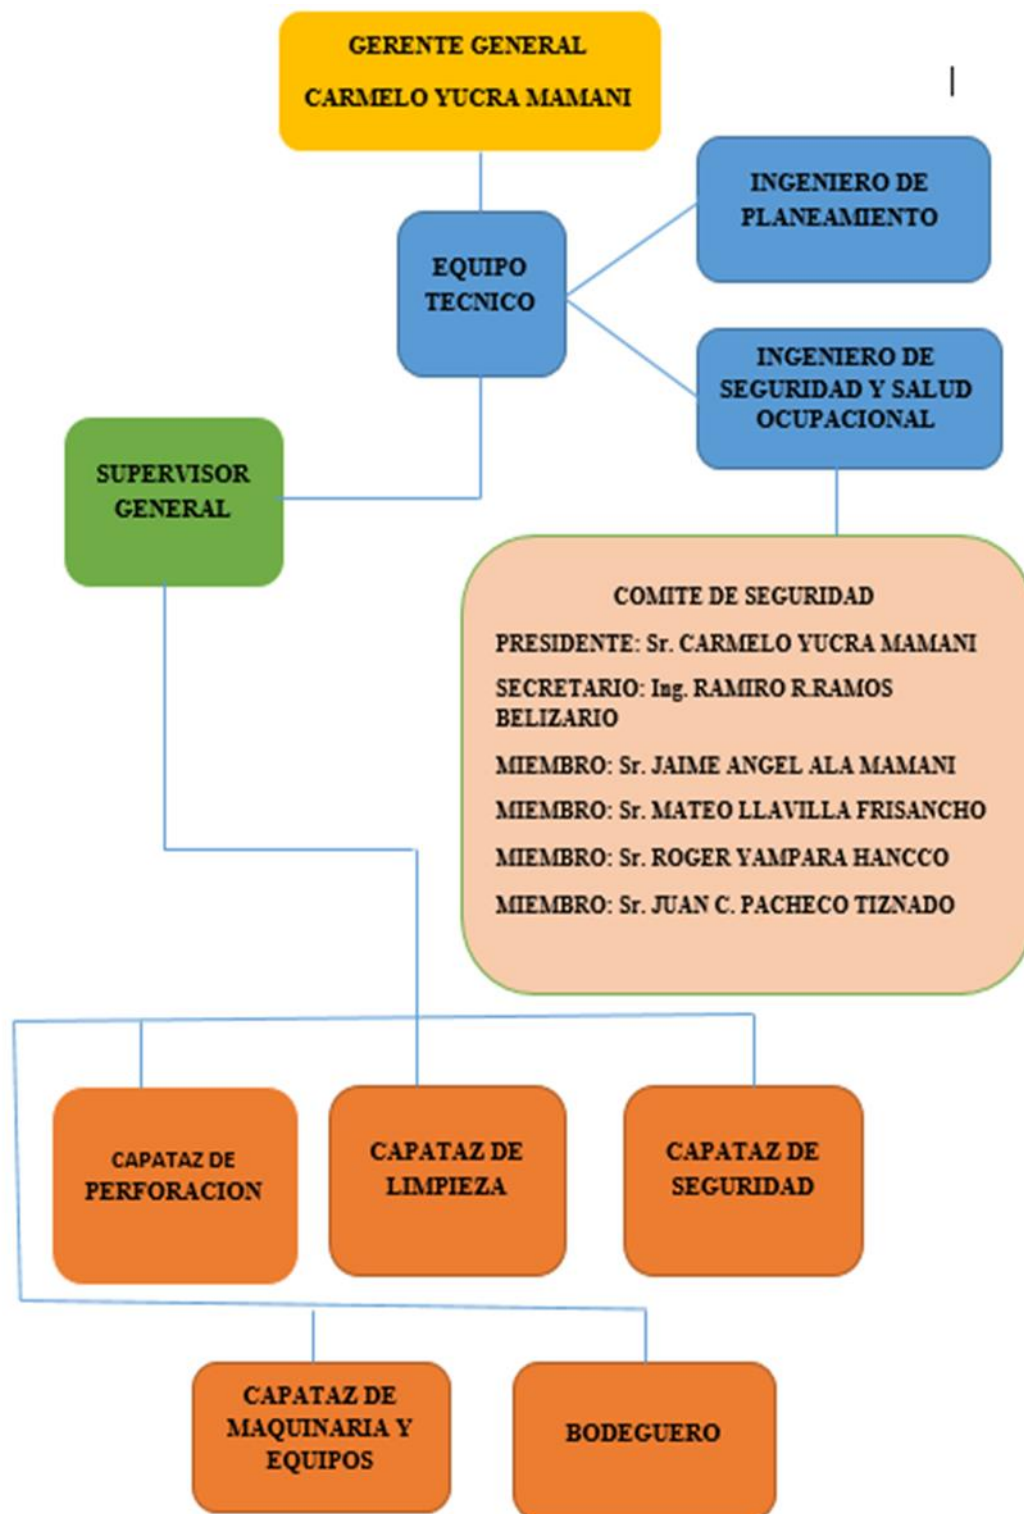 GERENTE GENERAL
CARMELO YUCRA MAMANI
INGENIERO DE
PLANEAMIENTO
EQUIPO
TECNICO
INGENIERO DE
SEGURIDAD Y SALUD
OCUPACIONAL
SUPERVISOR
GENERAL
COMITE DE SEGURIDAD
PRESIDENTE: Sr. CARMELO YUCRA MAMANI
SECRETARIO: Ing. RAMIRO R.RAMOS
BELIZARIO
MIEMBRO: Sr. JAIME ANGEL ALA MAMANI
MIEMBRO: Sr. MATEO LLAVILLA FRISANCHO
MIEMBRO: Sr. ROGER YAMPARA HANCCO
MIEMBRO: Sr. JUAN C. PACHECO TIZNADO
CAPATAZ DE
PERFORACION
CAPATAZ DE
LIMPIEZA
CAPATAZ DE
SEGURIDAD
CAPATAZ DE
MAQUINARIA Y
EQUIPOS
BODEGUERO